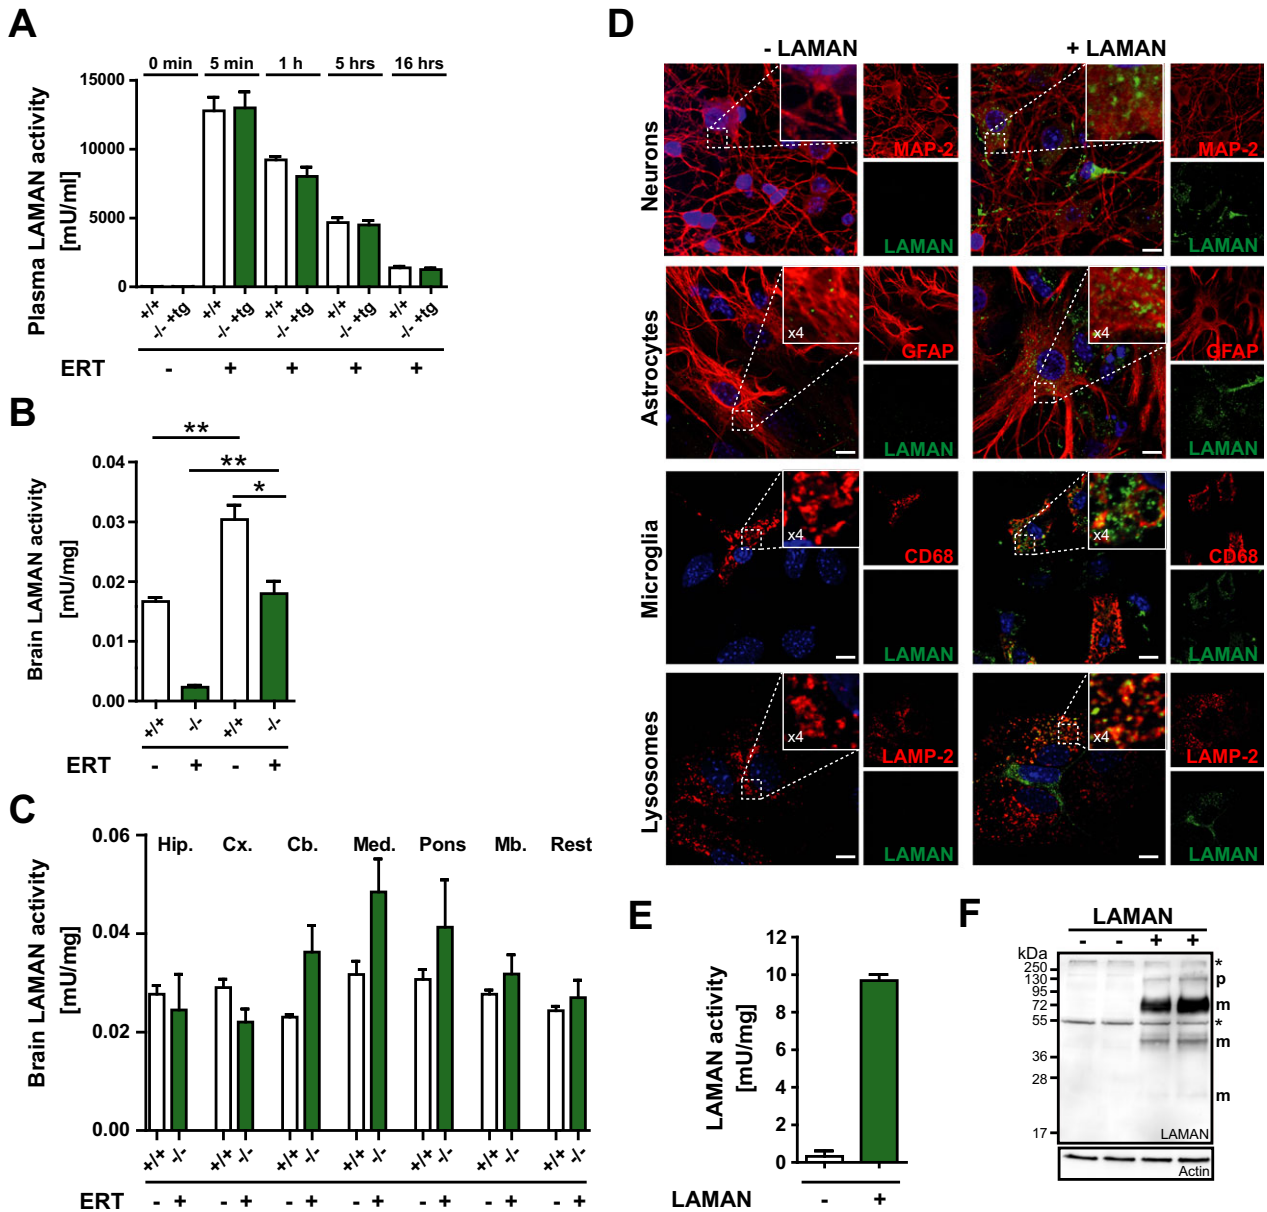 A
0 min 5 min 1 h 5 hrs 16 hrs
15000
10000
5000
0
Plasma LAMAN activity
[mU/ml]
+/+ -/- +tg +/+ -/- +tg +/+ -/- +tg +/+ -/- +tg +/+ -/- +tg
ERT - + + + +
B
**
**
*
0.04
0.03
0.02
0.01
0.00
Brain LAMAN activity
[mU/mg]
+/+ -/- +/+ -/-
ERT - + - +
C
Hip. Cx. Cb. Med. Pons Mb. Rest
0.06
0.04
0.02
0.00
Brain LAMAN activity
[mU/mg]
+/+ -/- +/+ -/- +/+ -/- +/+ -/- +/+ -/- +/+ -/- +/+ -/-
ERT - + - + - + - + - + - + - +
D
- LAMAN + LAMAN
Neurons
MAP-2 MAP-2
LAMAN LAMAN
Astrocytes
x4 x4
GFAP GFAP
LAMAN LAMAN
Microglia
x4 x4
CD68 CD68
LAMAN LAMAN
Lysosomes
x4 x4
LAMP-2 LAMP-2
LAMAN LAMAN
E
12
10
8
6
4
2
0
LAMAN activity
[mU/mg]
LAMAN - +
F
LAMAN
- - + +
kDa
250 *
130 p
95
72 m
55 *
m
36
28
m
17
LAMAN
Actin